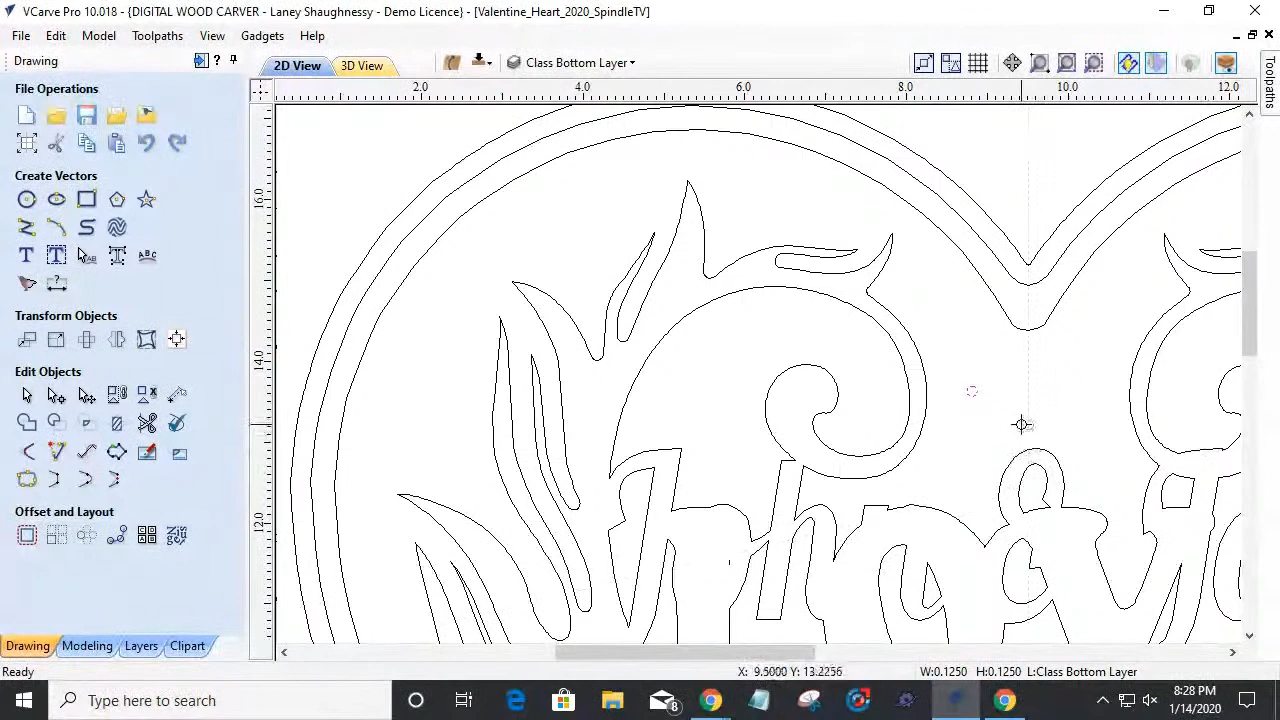 VCarve Pro 10.018 - {DIGITAL WOOD CARVER - Laney Shaughnessy - Demo Licence} - [Valentine_Heart_2020_SpindleTV]
File Edit Model Toolpaths View Gadgets Help
Drawing
2D View 3D View Class Bottom Layer
Toolpaths
2.0 4.0 6.0 8.0 10.0 12.0
16.0
14.0
12.0
File Operations
Create Vectors
Transform Objects
Edit Objects
Offset and Layout
Drawing Modeling Layers Clipart
Ready X: 9.5000 Y: 13.2256 W:0.1250 H:0.1250 L:Class Bottom Layer
Type here to search 8 8:28 PM
1/14/2020